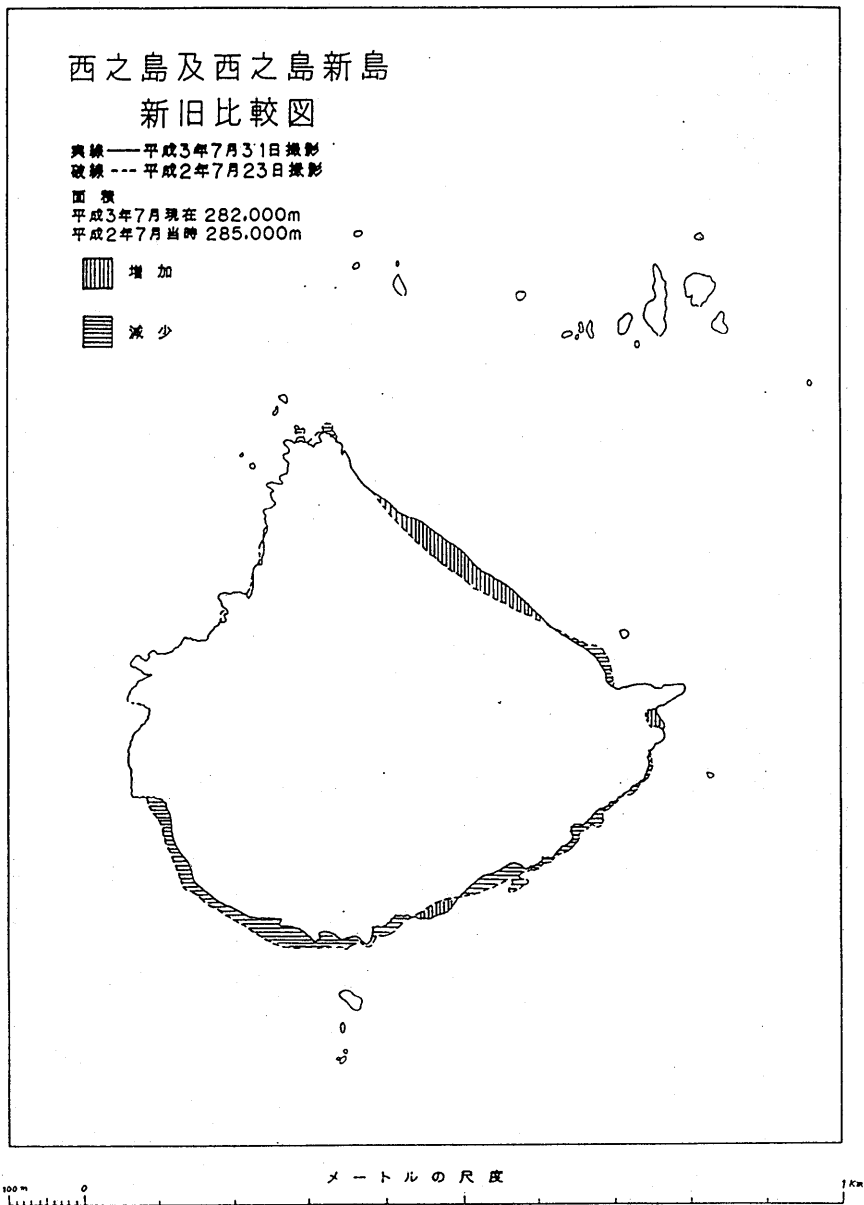 西之島及西之島新島
新旧比較図
実線──平成3年7月31日撮影
破線---平成2年7月23日撮影
面積
平成3年7月現在 282.000m
平成2年7月当時 285.000m
増加
減少
メートルの尺度
100m 0 1Km